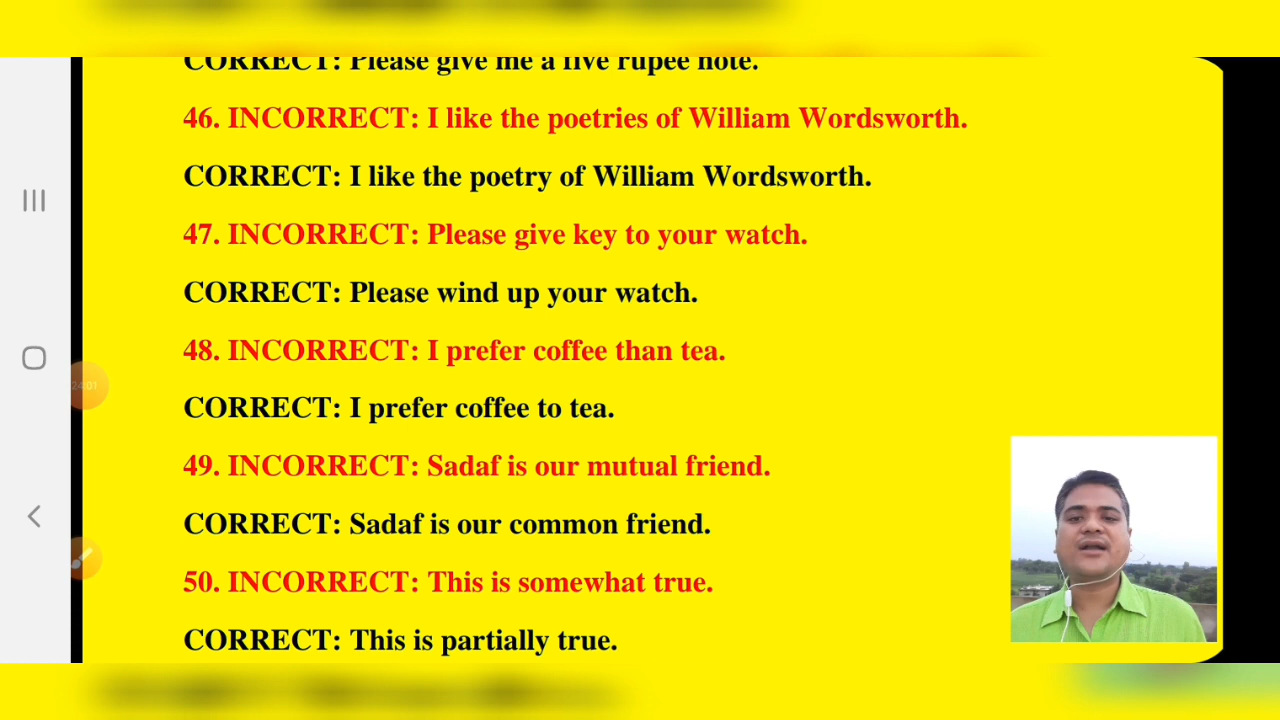 CORRECT: Please give me a five rupee note.
46. INCORRECT: I like the poetries of William Wordsworth.
CORRECT: I like the poetry of William Wordsworth.
47. INCORRECT: Please give key to your watch.
CORRECT: Please wind up your watch.
48. INCORRECT: I prefer coffee than tea.
24:01
CORRECT: I prefer coffee to tea.
49. INCORRECT: Sadaf is our mutual friend.
CORRECT: Sadaf is our common friend.
50. INCORRECT: This is somewhat true.
CORRECT: This is partially true.